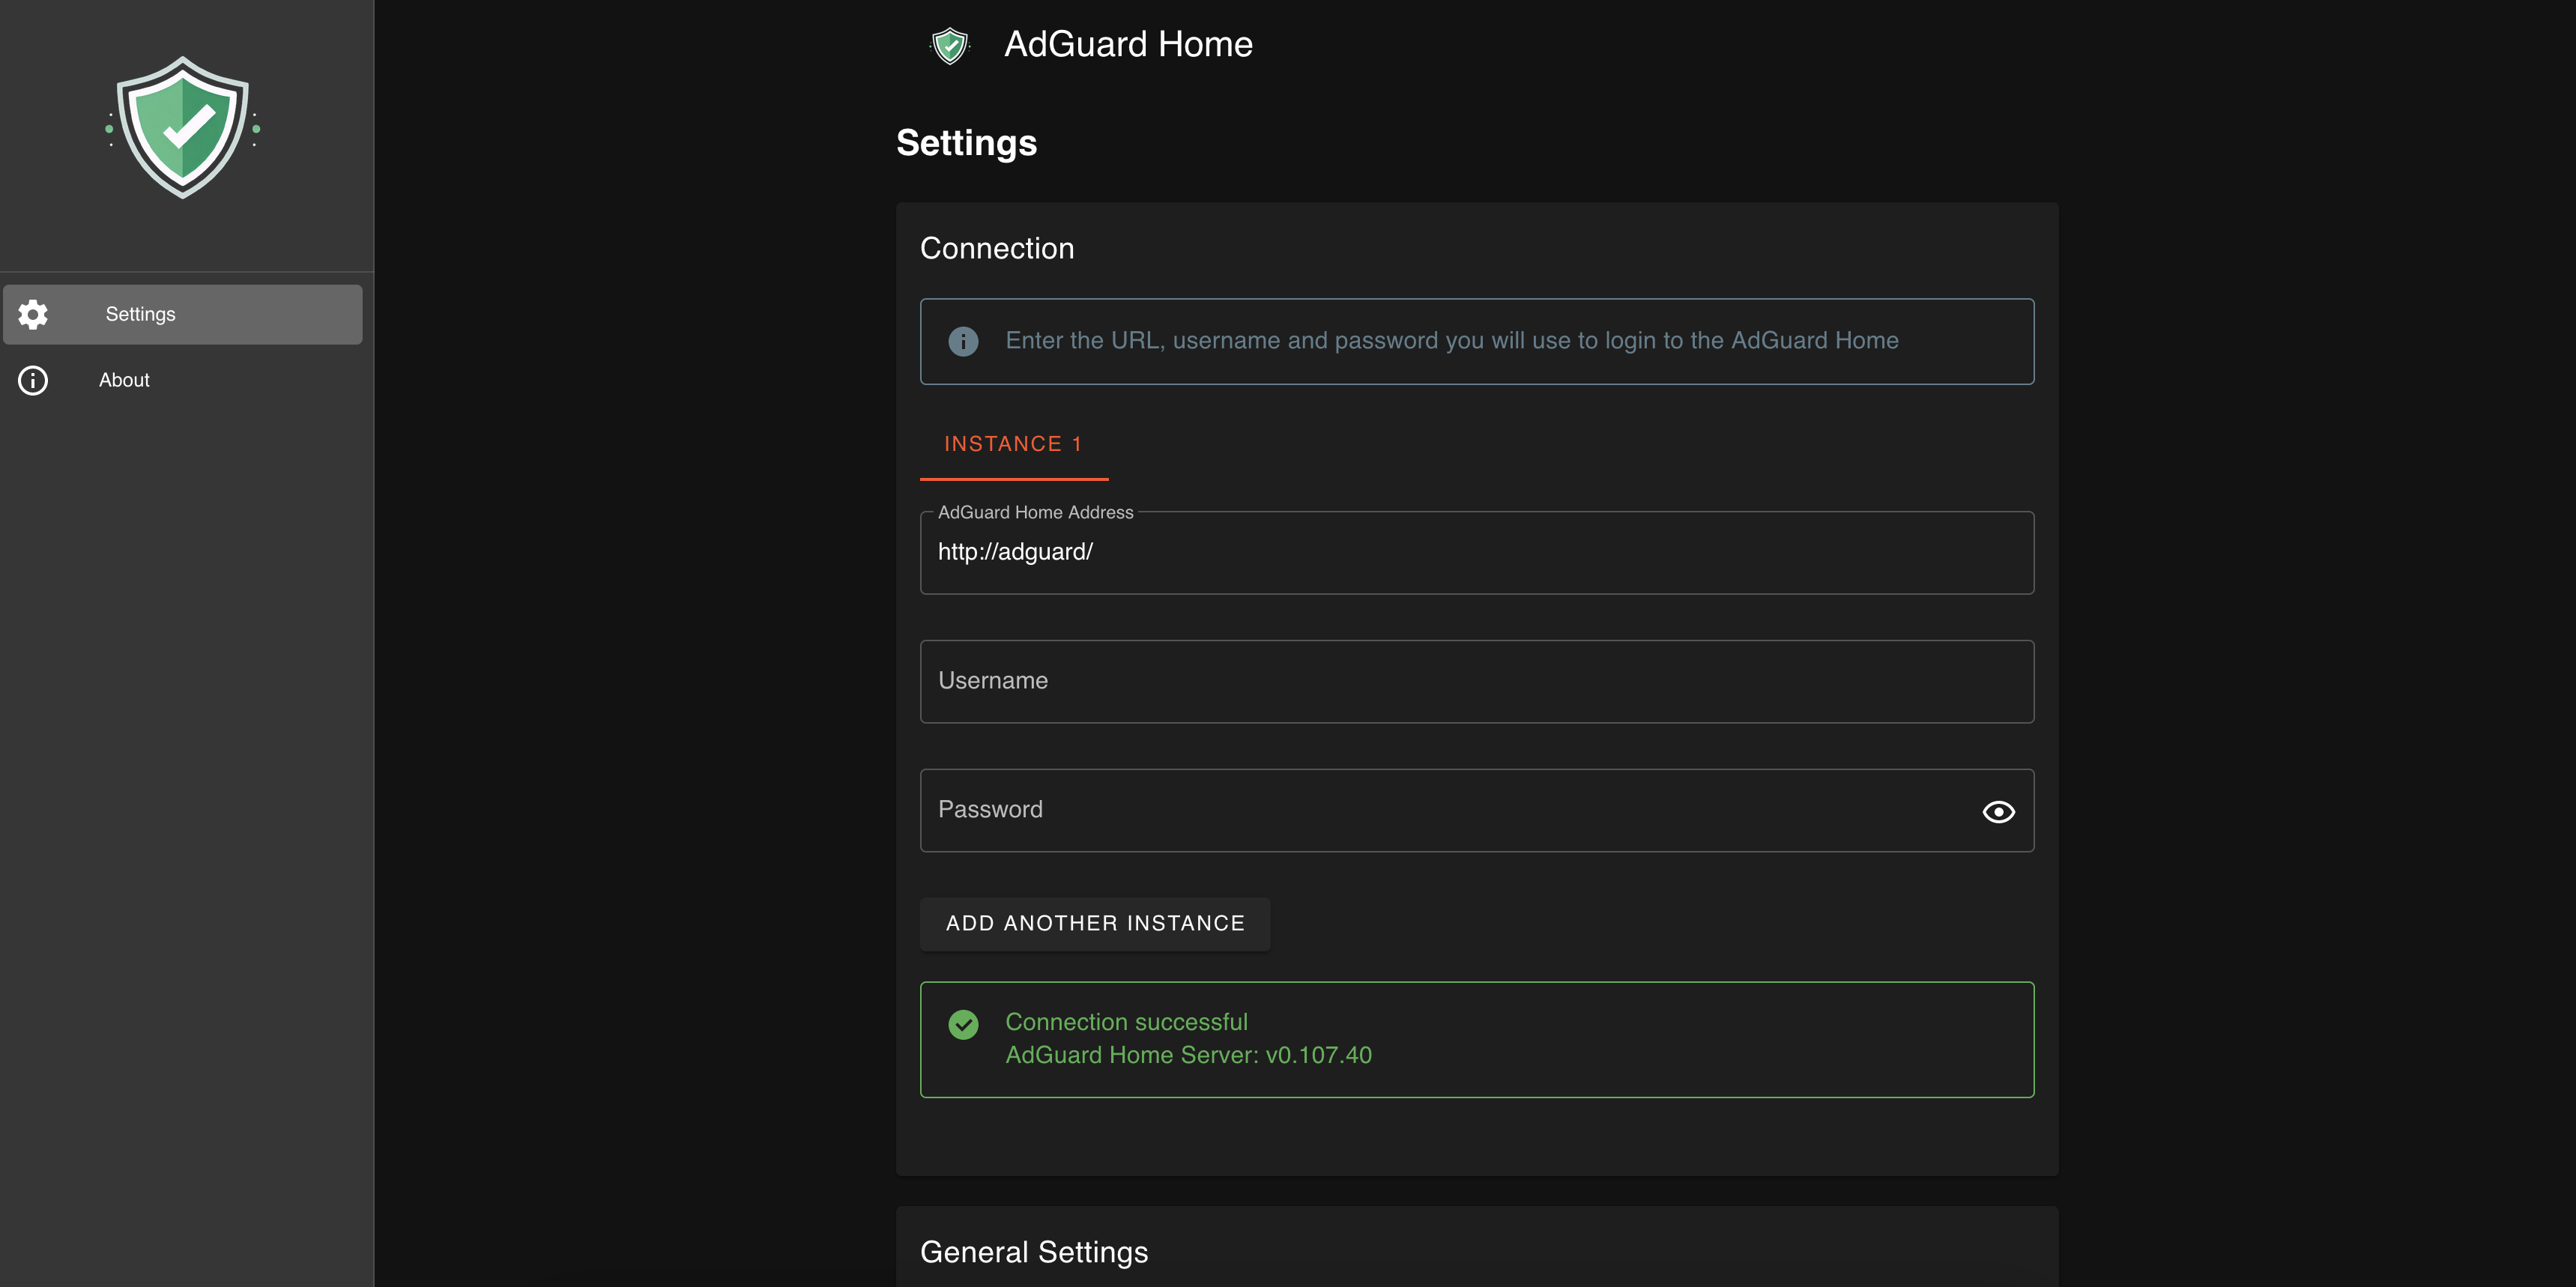 AdGuard Home
Settings
Settings
About
Connection
Enter the URL, username and password you will use to login to the AdGuard Home
INSTANCE 1
AdGuard Home Address
http://adguard/
Username
Password
ADD ANOTHER INSTANCE
Connection successful
AdGuard Home Server: v0.107.40
General Settings